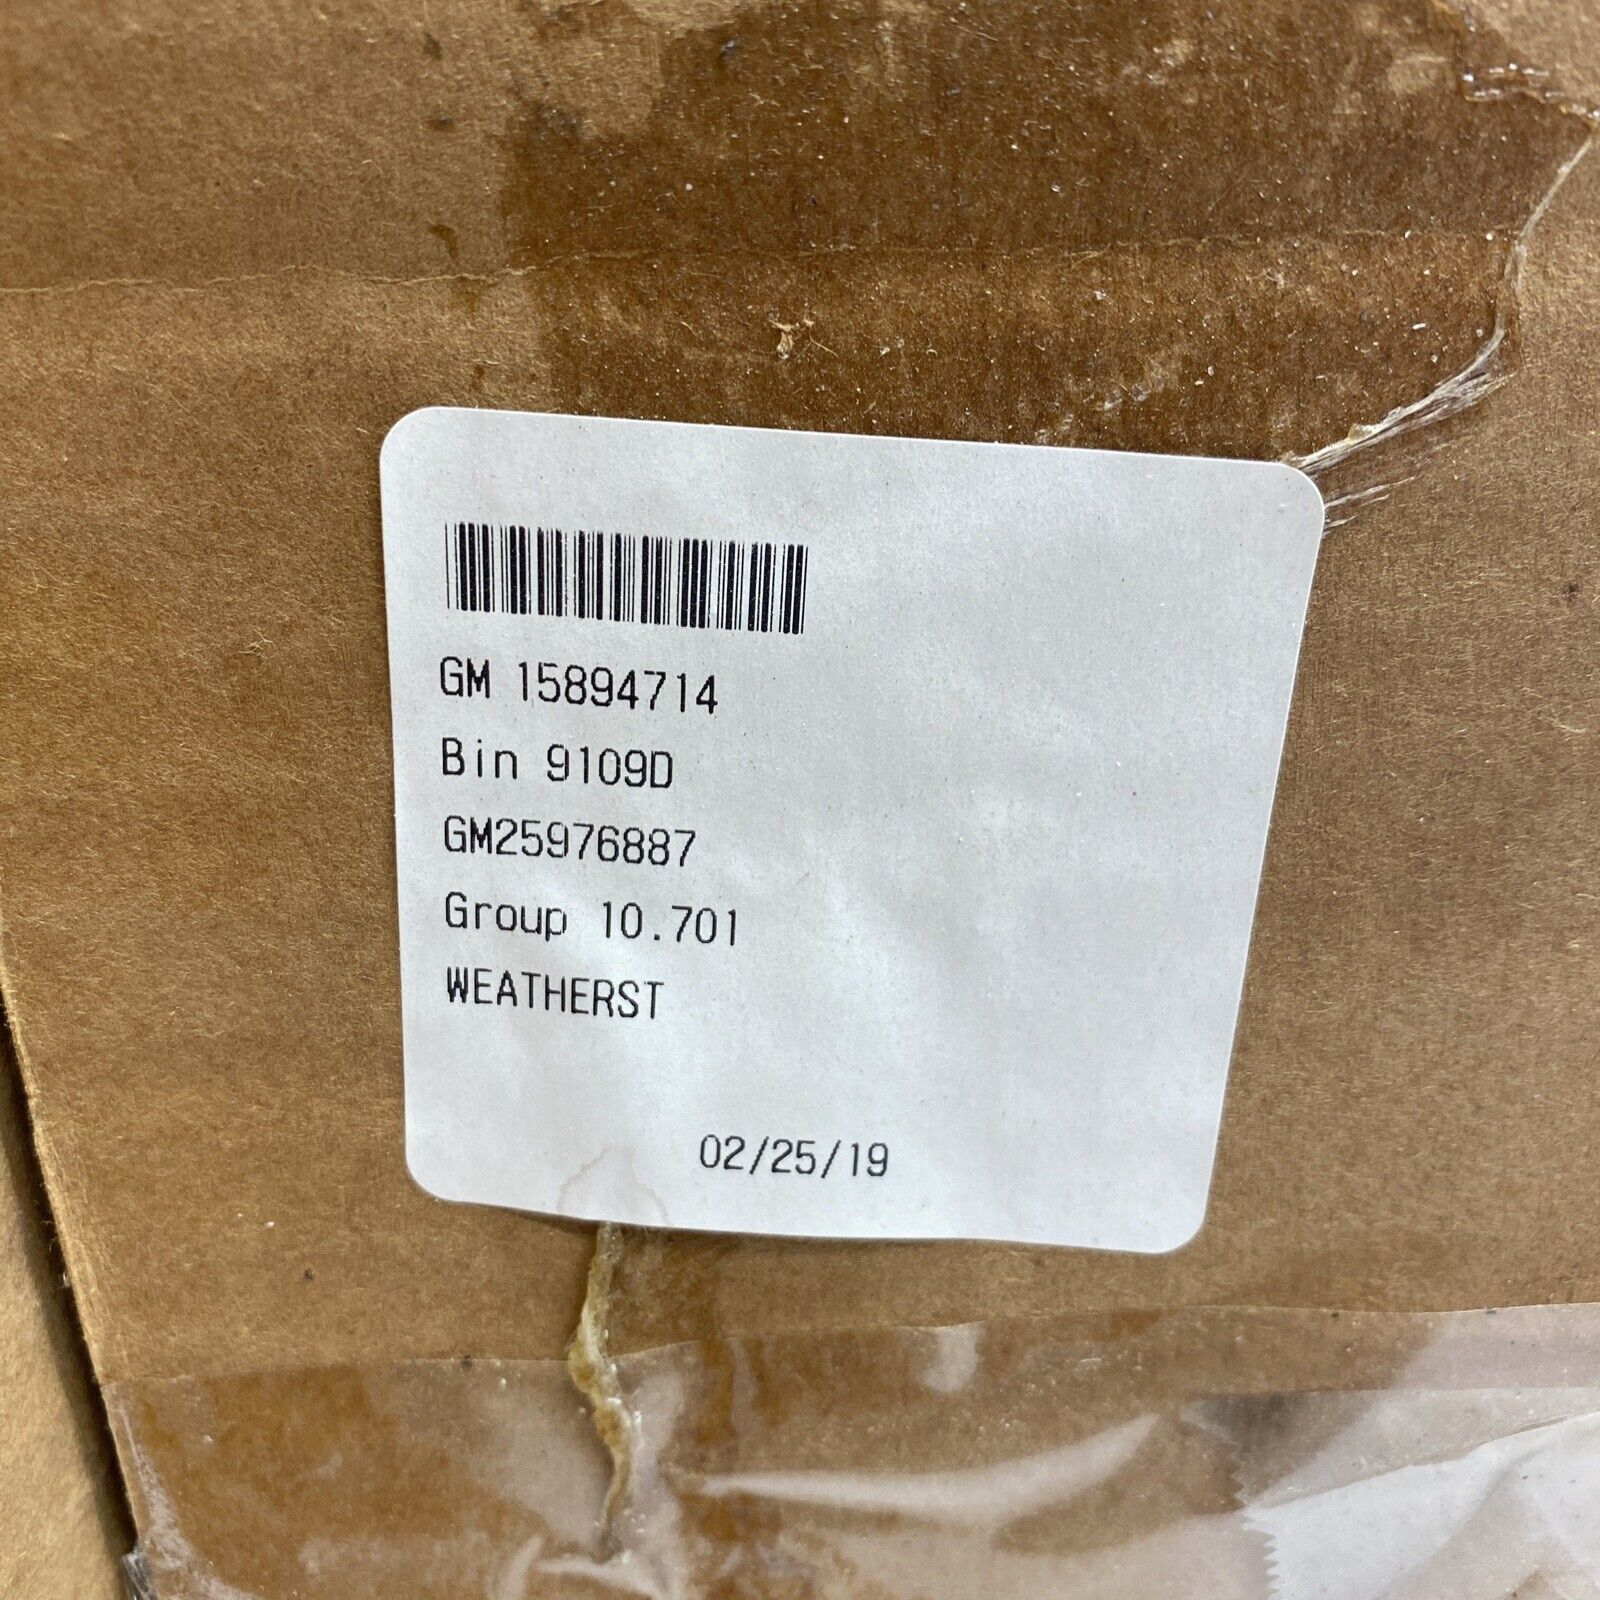 GM 15894714
Bin 9109D
GM25976887
Group 10.701
WEATHERST
02/25/19